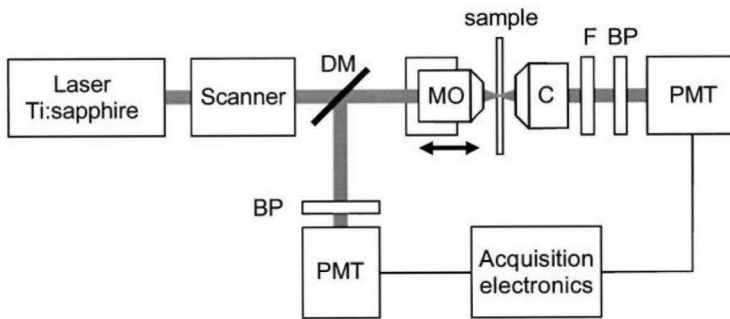 sample
F
BP
DM
Laser
Ti:sapphire
Scanner
MO
C
PMT
BP
PMT
Acquisition
electronics